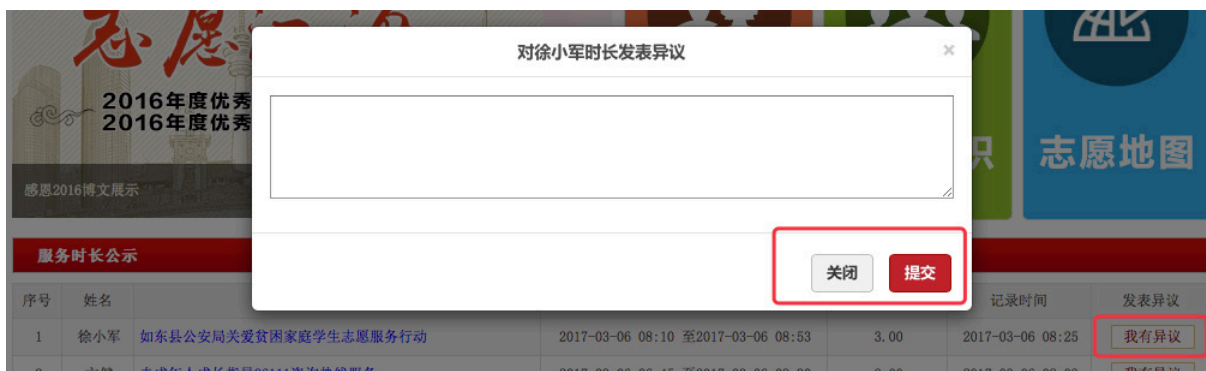 志愿
2016年度优秀
2016年度优秀
感恩2016博文展示
对徐小军时长发表异议
×
识
志愿地图
关闭
提交
服务时长公示
序号 姓名 记录时间 发表异议
1 徐小军 如东县公安局关爱贫困家庭学生志愿服务行动 2017-03-06 08:10 至2017-03-06 08:53 3.00 2017-03-06 08:25 我有异议